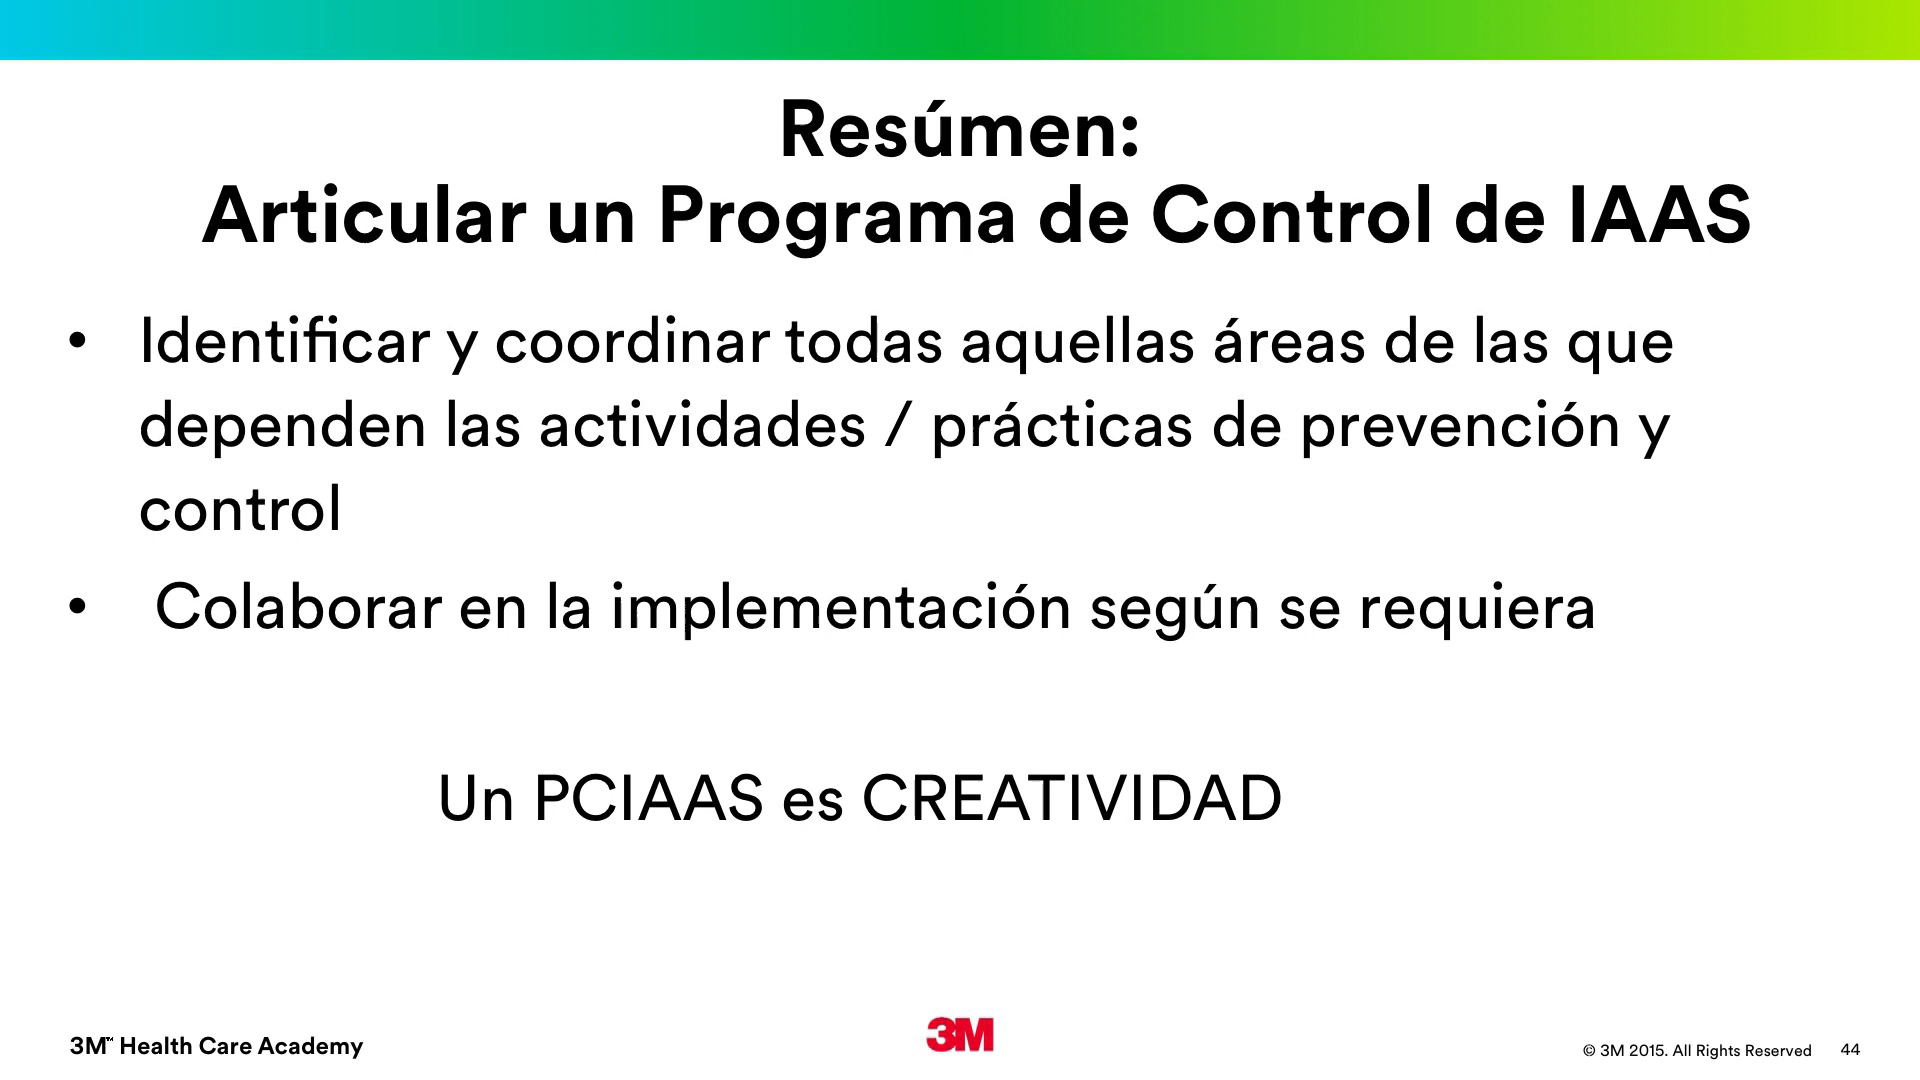 Resúmen:
Articular un Programa de Control de IAAS
• Identificar y coordinar todas aquellas áreas de las que
dependen las actividades / prácticas de prevención y
control
• Colaborar en la implementación según se requiera
Un PCIAAS es CREATIVIDAD
3M™ Health Care Academy
3M
© 3M 2015. All Rights Reserved 44